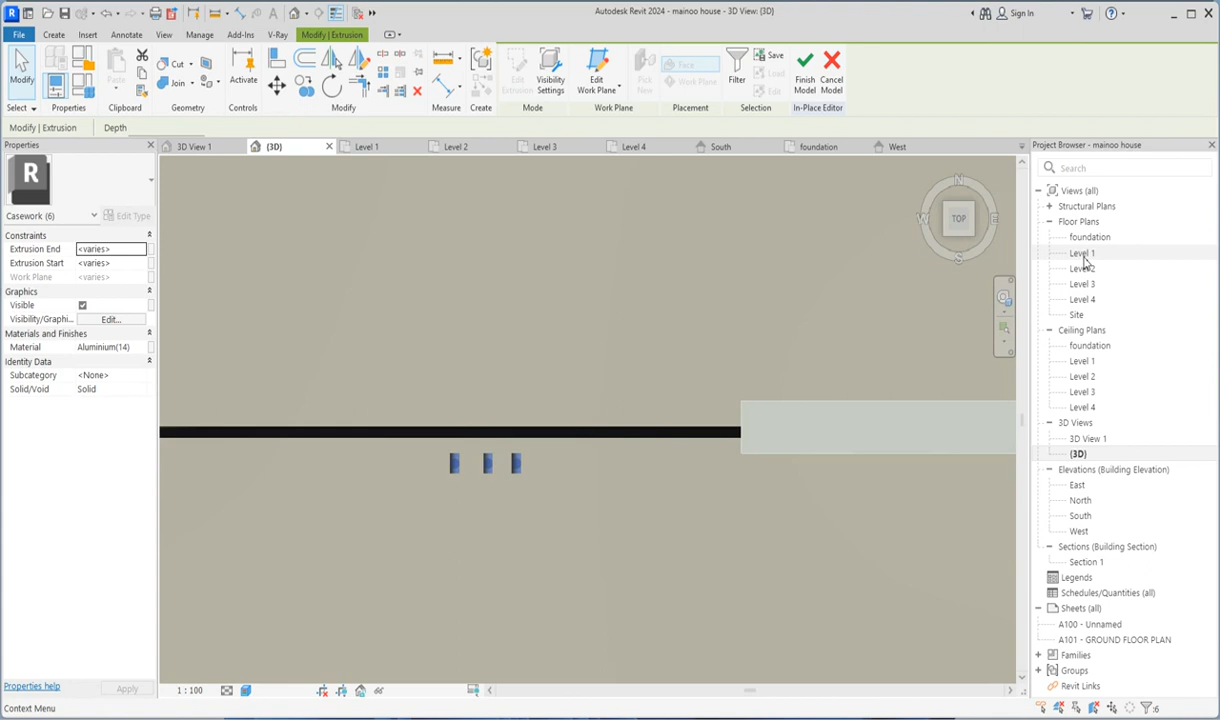 Autodesk Revit 2024 - mainoo house - 3D View: {3D}
Sign In
File Create Insert Annotate View Manage Add-Ins V-Ray Modify | Extrusion
Modify Paste Cut Join Activate Edit Extrusion Visibility Settings Edit Work Plane Pick New Face Work Plane Filter Save Load Edit Finish Model Cancel Model
Select Properties Clipboard Geometry Controls Modify Measure Create Mode Work Plane Placement Selection In-Place Editor
Modify | Extrusion Depth
Properties
3D View 1 {3D} Level 1 Level 2 Level 3 Level 4 South foundation West
Project Browser - mainoo house
R
Casework (6) Edit Type
Constraints
Extrusion End <varies>
Extrusion Start <varies>
Work Plane <varies>
Graphics
Visible
Visibility/Graphi... Edit...
Materials and Finishes
Material Aluminium(14)
Identity Data
Subcategory <None>
Solid/Void Solid
Properties help Apply
N
W TOP E
S
Search
Views (all)
Structural Plans
Floor Plans
foundation
Level 1
Level 2
Level 3
Level 4
Site
Ceiling Plans
foundation
Level 1
Level 2
Level 3
Level 4
3D Views
3D View 1
{3D}
Elevations (Building Elevation)
East
North
South
West
Sections (Building Section)
Section 1
Legends
Schedules/Quantities (all)
Sheets (all)
A100 - Unnamed
A101 - GROUND FLOOR PLAN
Families
Groups
Revit Links
1 : 100
Context Menu
:6